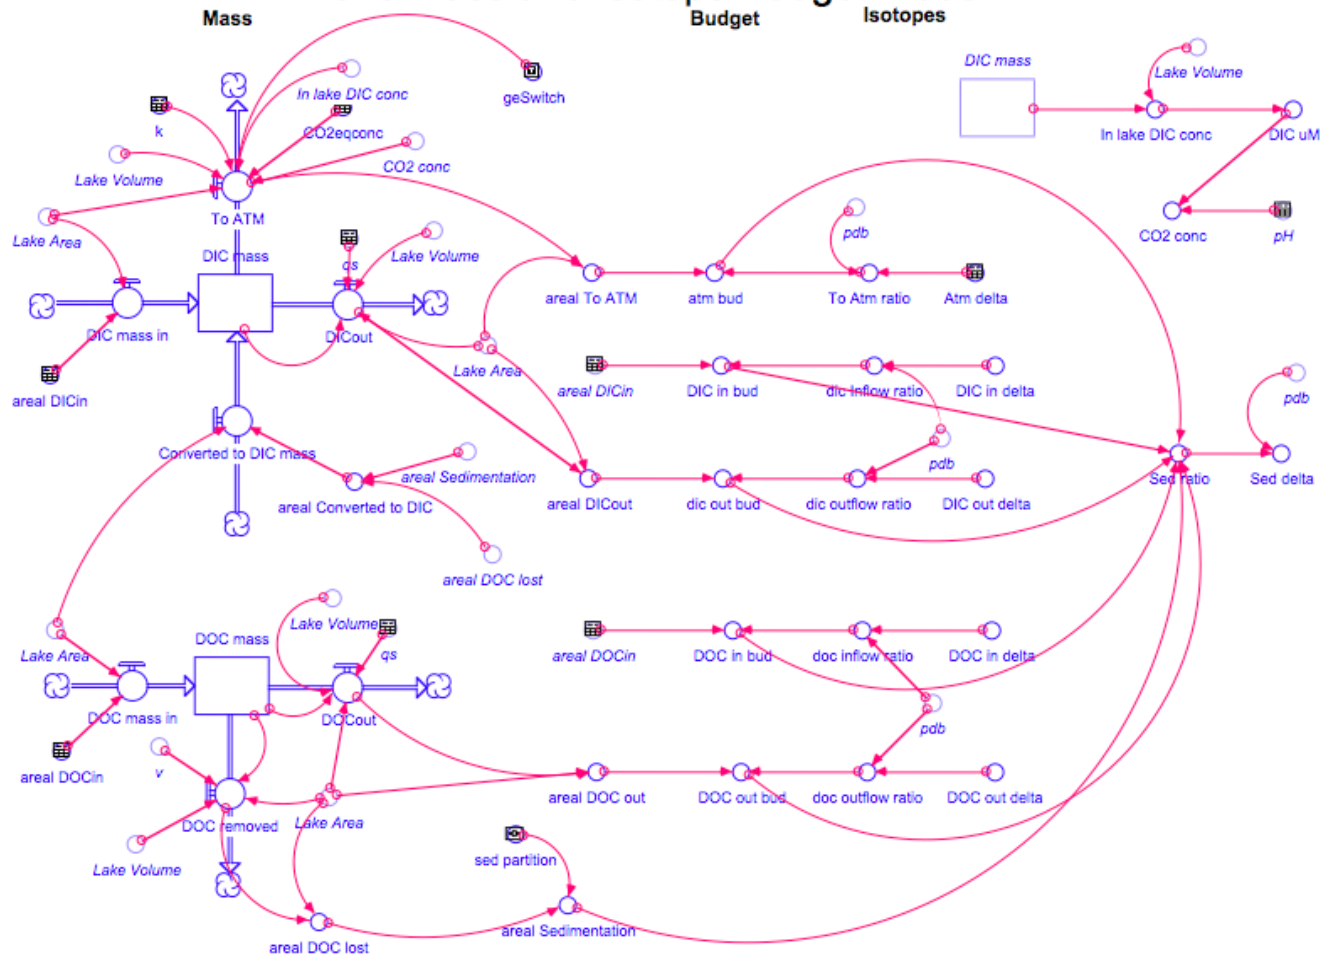 Mass
Budget
Isotopes
In lake DIC conc
geSwitch
k
CO2eqconc
CO2 conc
Lake Volume
To ATM
Lake Area
DIC mass
qs
Lake Volume
DIC mass in
DICout
areal DICin
Lake Area
Converted to DIC mass
areal Sedimentation
areal Converted to DIC
areal DOC lost
DIC mass
Lake Volume
In lake DIC conc
DIC uM
CO2 conc
pH
pdb
areal To ATM
atm bud
To Atm ratio
Atm delta
areal DICin
DIC in bud
dic Inflow ratio
DIC in delta
pdb
areal DICout
dic out bud
dic outflow ratio
DIC out delta
pdb
Sed ratio
Sed delta
Lake Volume
qs
Lake Area
DOC mass
DOC mass in
DOCout
areal DOCin
v
DOC removed
Lake Area
Lake Volume
areal DOC lost
areal DOCin
DOC in bud
doc inflow ratio
DOC in delta
pdb
areal DOC out
DOC out bud
doc outflow ratio
DOC out delta
sed partition
areal Sedimentation